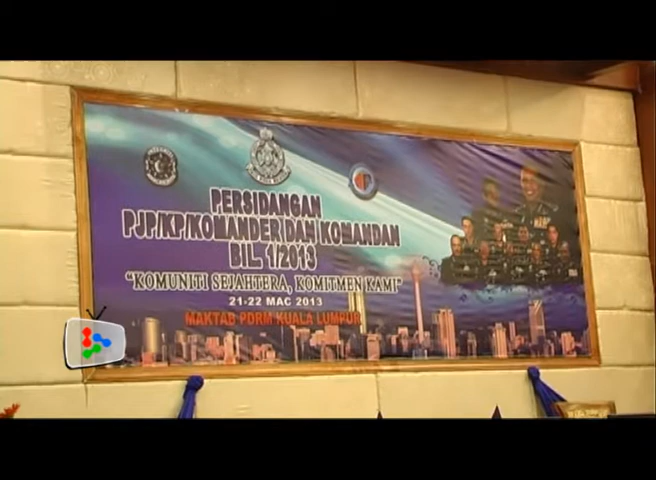 PERSIDANGAN
PJP/KP/KOMANDER DAN KOMANDAN
BIL. 1/2013
“KOMUNITI SEJAHTERA, KOMITMEN KAMI”
21-22 MAC 2013
MAKTAB PDRM KUALA LUMPUR